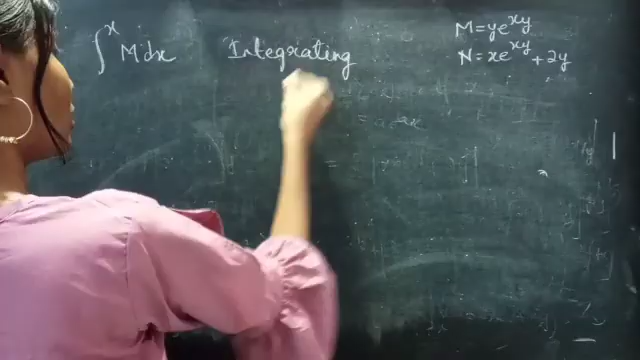 ∫^x M dx Integrating
M = ye^xy
N = xe^xy + 2y